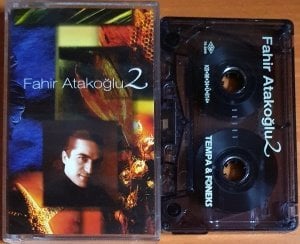 Fahir Atakoğlu 2
Fahir Atakoğlu 2
TEMPA & FONEKS